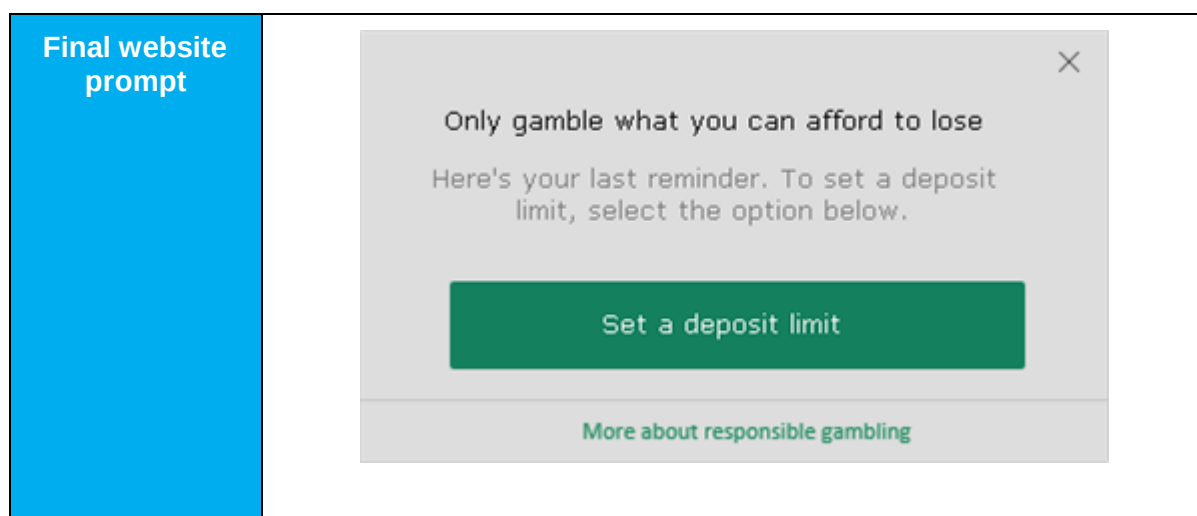 Final website
prompt
Only gamble what you can afford to lose
Here's your last reminder. To set a deposit
limit, select the option below.
Set a deposit limit
More about responsible gambling